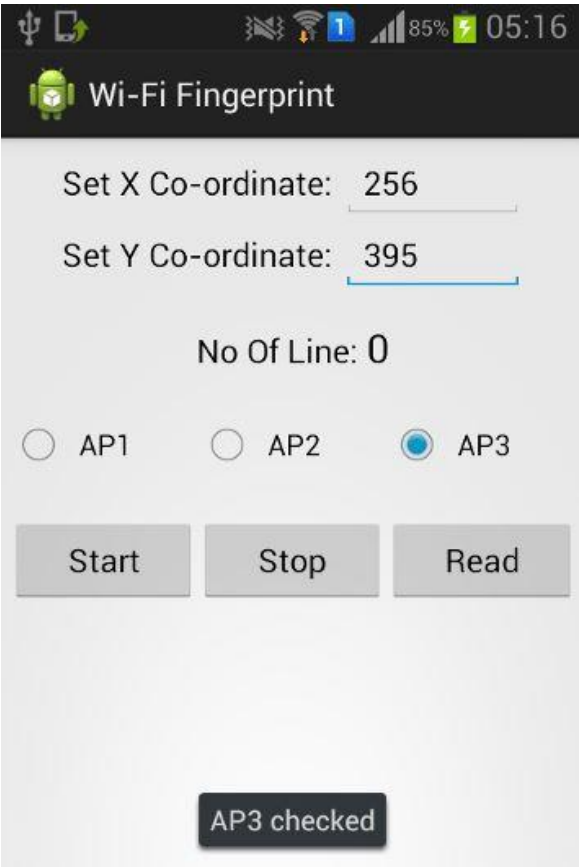 1 85% 05:16
Wi-Fi Fingerprint
Set X Co-ordinate: 256
Set Y Co-ordinate: 395
No Of Line: 0
AP1 AP2 AP3
Start Stop Read
AP3 checked